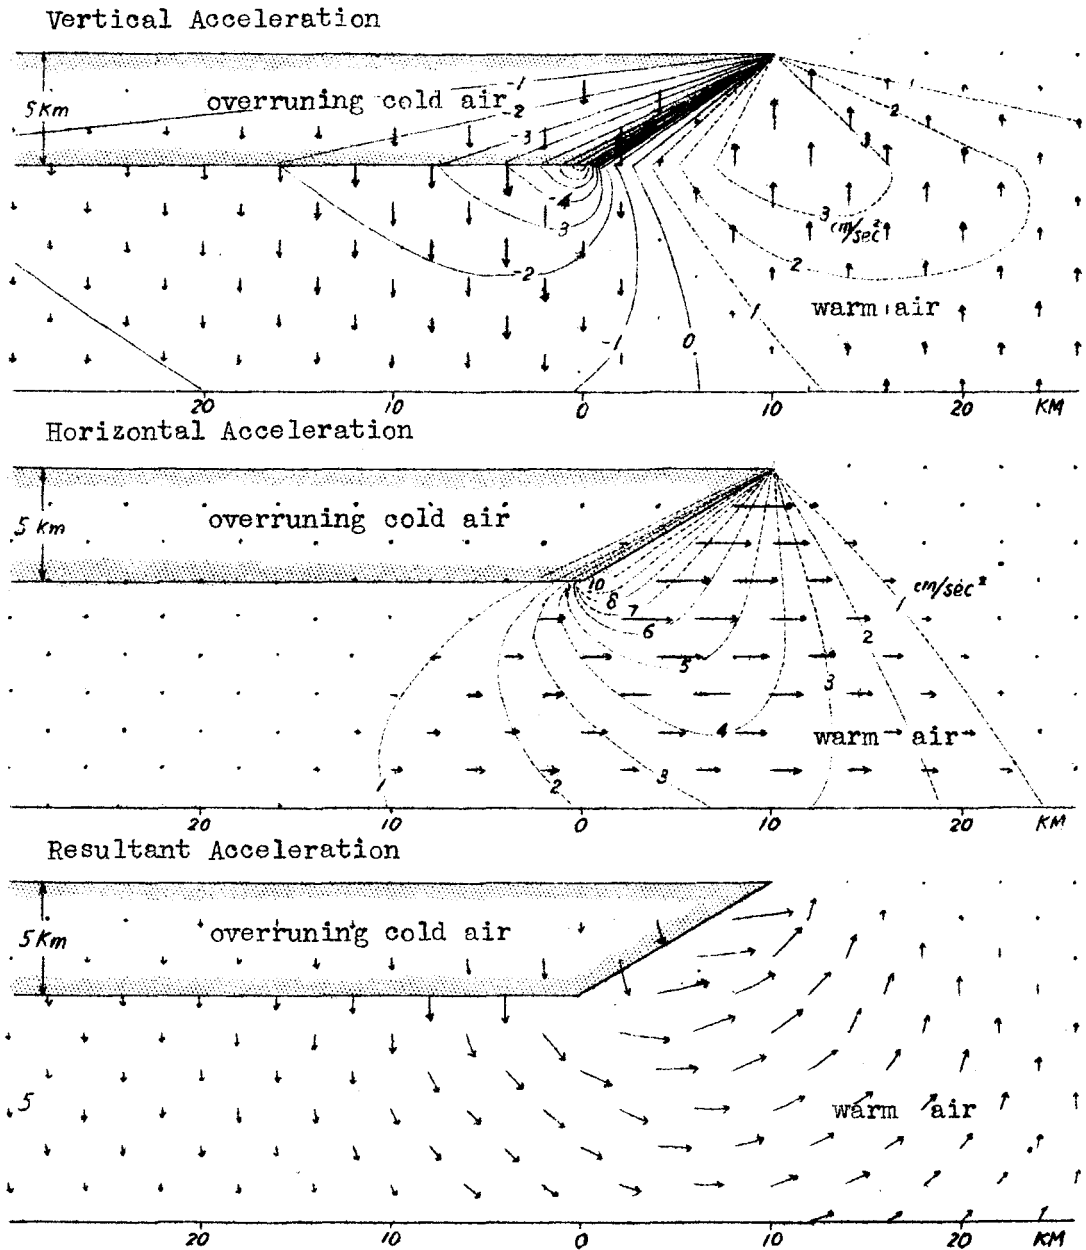 Vertical Acceleration
5 Km
overruning cold air
-1
-2
-3
3
2
1
-4
3
-2
3 cm/sec²
2
warm air
1
-1
0
20 10 0 10 20 KM
Horizontal Acceleration
5 Km
overruning cold air
10
8
7
6
5
4
3
2
1
cm/sec²
3
2
1
warm air
20 10 0 10 20 KM
Resultant Acceleration
5 Km
overruning cold air
5
warm air
20 10 0 10 20 KM